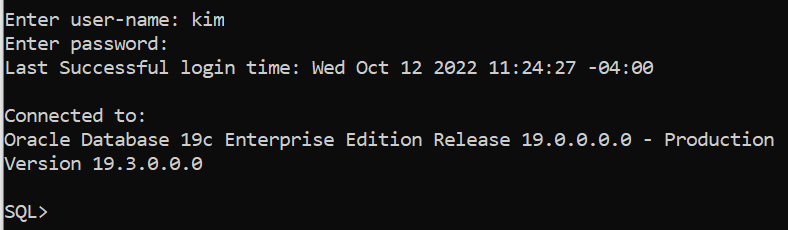 Enter user-name: kim
Enter password:
Last Successful login time: Wed Oct 12 2022 11:24:27 -04:00
Connected to:
Oracle Database 19c Enterprise Edition Release 19.0.0.0.0 - Production
Version 19.3.0.0.0
SQL>